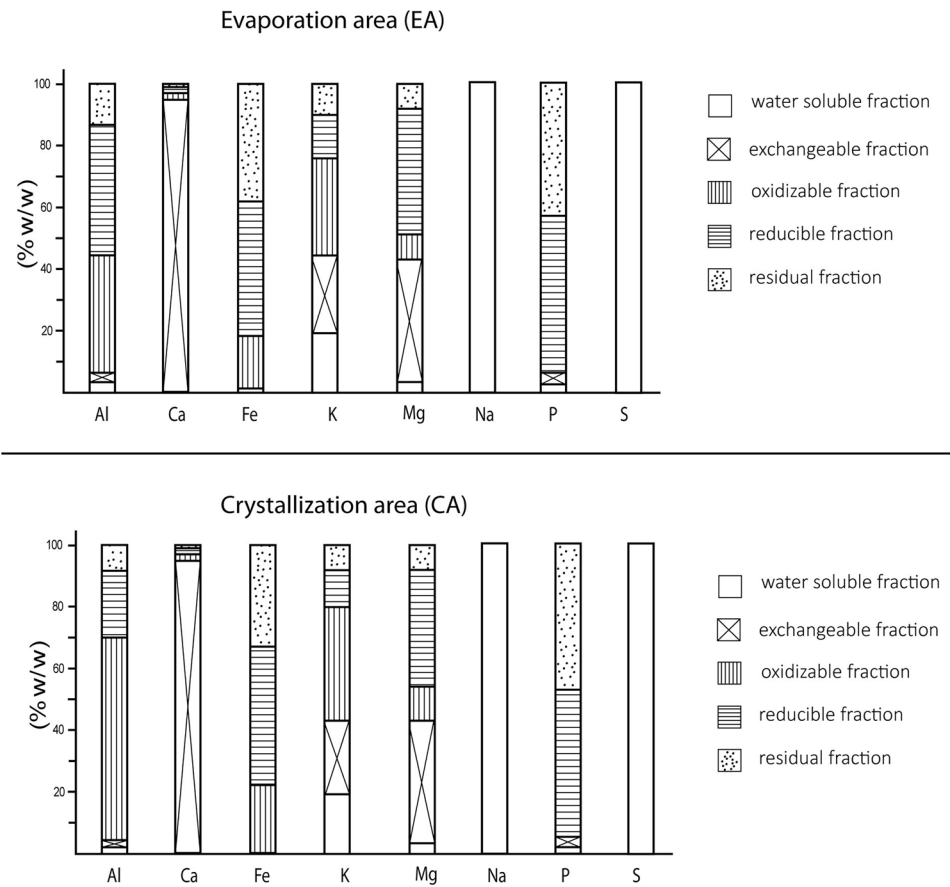 Evaporation area (EA)
100
80
60
40
20
(% w/w)
Al Ca Fe K Mg Na P S
water soluble fraction
exchangeable fraction
oxidizable fraction
reducible fraction
residual fraction
Crystallization area (CA)
100
80
60
40
20
(% w/w)
Al Ca Fe K Mg Na P S
water soluble fraction
exchangeable fraction
oxidizable fraction
reducible fraction
residual fraction